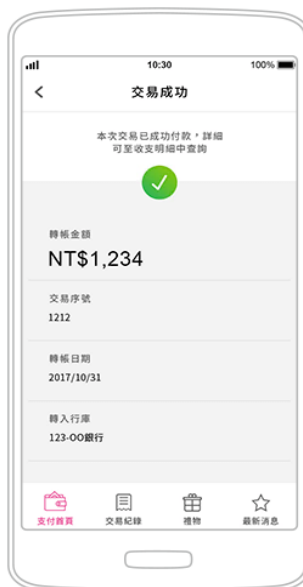 10:30
100%
交易成功
本次交易已成功付款，詳細
可至收支明細中查詢
轉帳金額
NT$1,234
交易序號
1212
轉帳日期
2017/10/31
轉入行庫
123-OO銀行
支付首頁
交易紀錄
禮物
最新消息